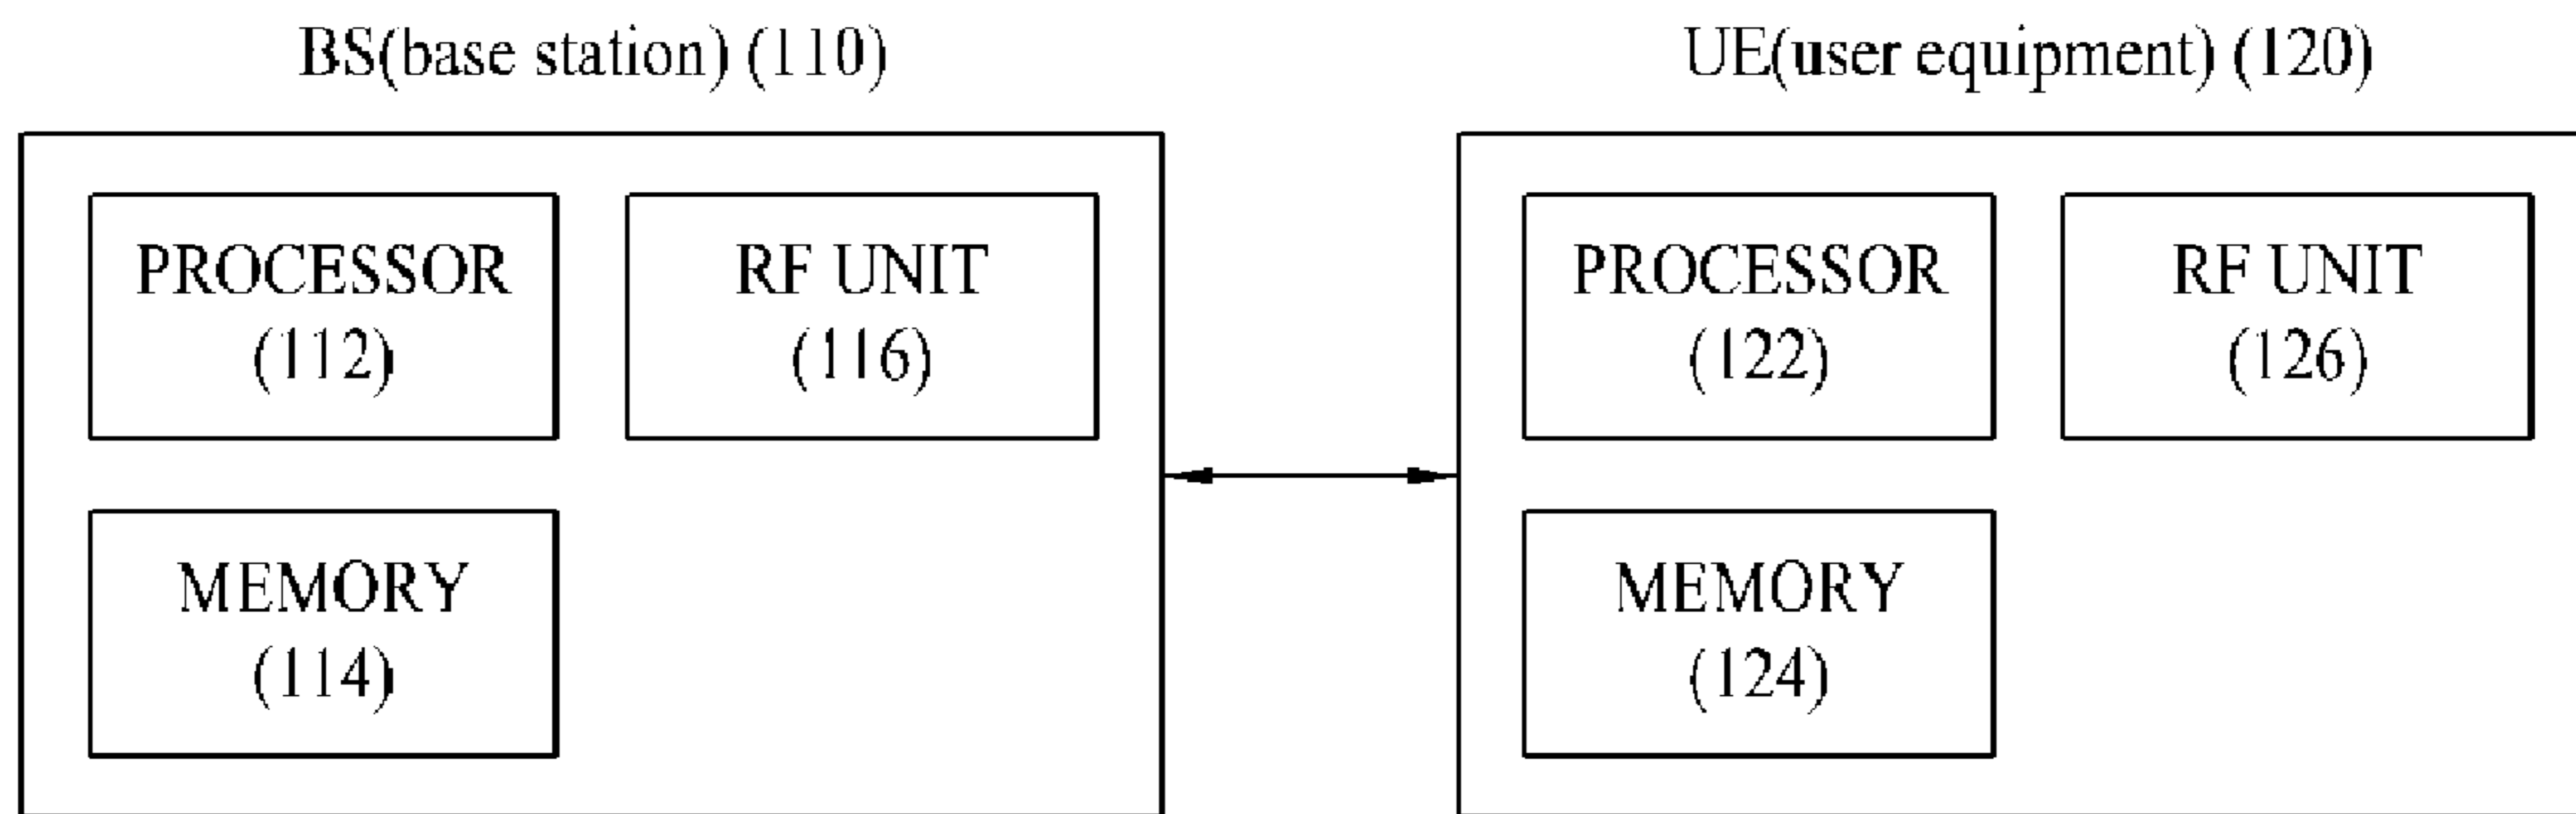 BS(base station) (110)
UE(user equipment) (120)
PROCESSOR
(112)
RF UNIT
(116)
MEMORY
(114)
PROCESSOR
(122)
RF UNIT
(126)
MEMORY
(124)